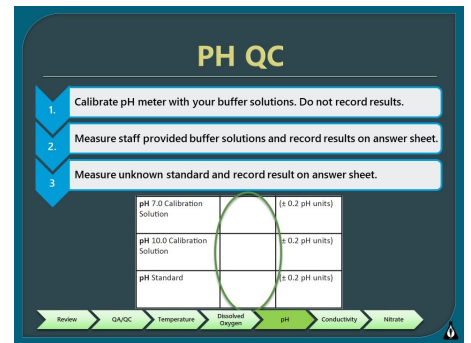 PH QC
1.
Calibrate pH meter with your buffer solutions. Do not record results.
2.
Measure staff provided buffer solutions and record results on answer sheet.
3
Measure unknown standard and record result on answer sheet.
pH 7.0 Calibration (± 0.2 pH units)
Solution
pH 10.0 Calibration (± 0.2 pH units)
Solution
pH Standard (± 0.2 pH units)
Review QA/QC Temperature Dissolved pH Conductivity Nitrate
Oxygen